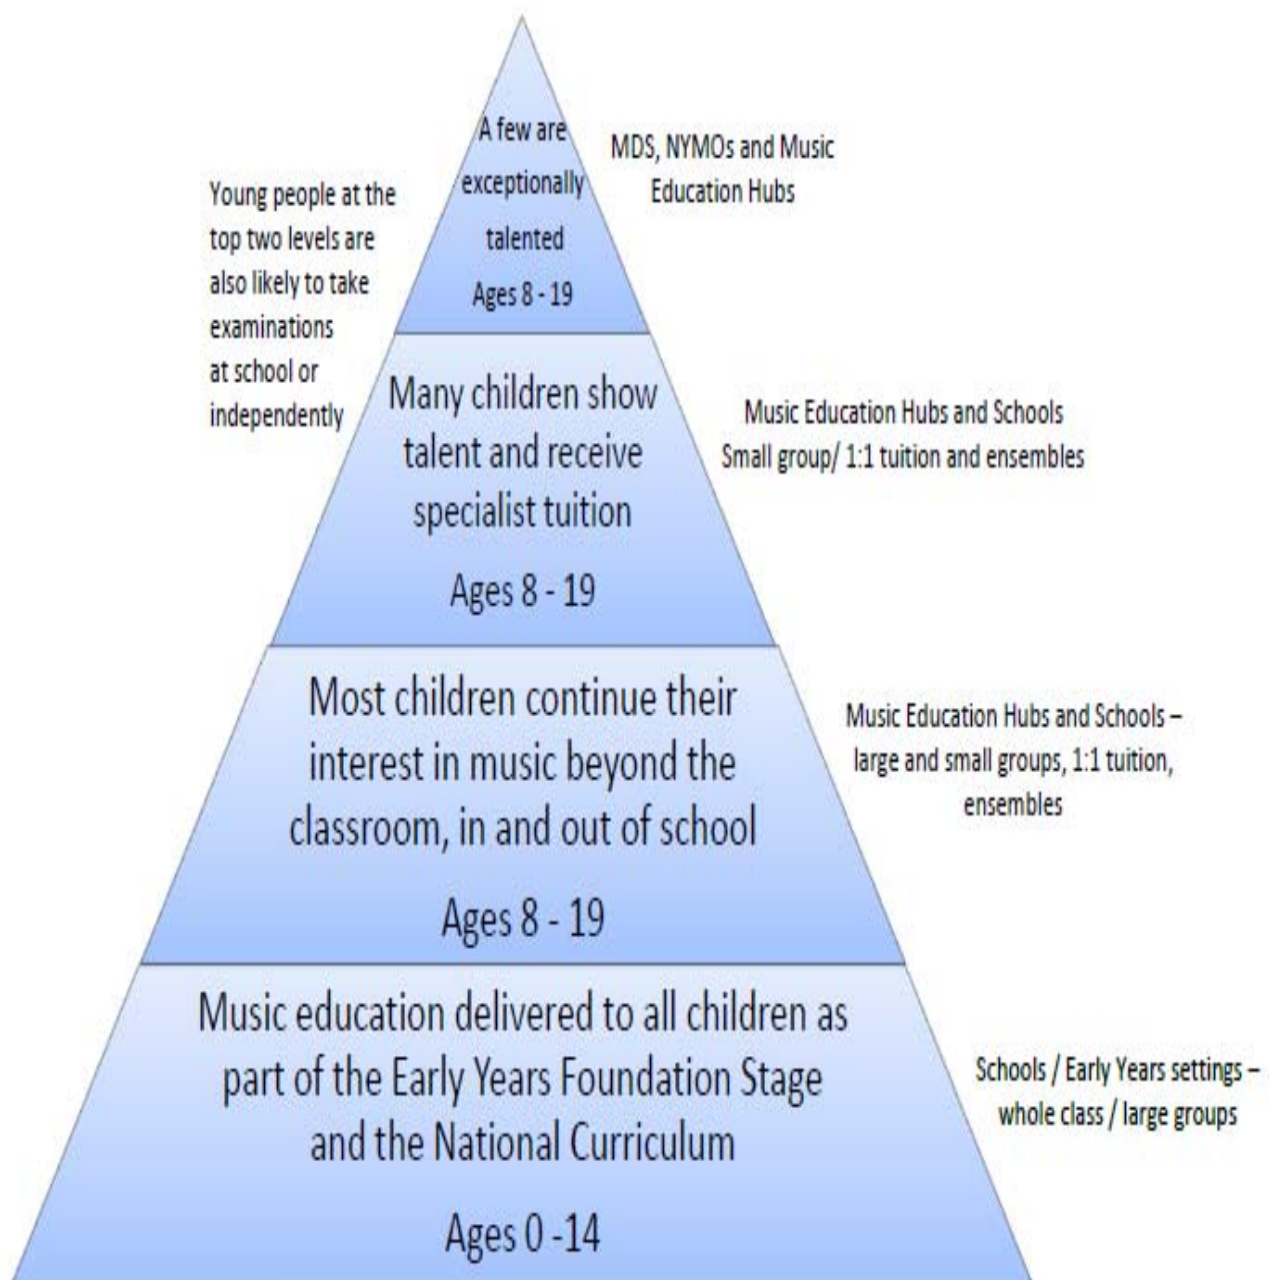 A few are
exceptionally
talented
Ages 8 - 19
MDS, NYMOs and Music
Education Hubs
Young people at the
top two levels are
also likely to take
examinations
at school or
independently
Many children show
talent and receive
specialist tuition
Ages 8 - 19
Music Education Hubs and Schools
Small group/ 1:1 tuition and ensembles
Most children continue their
interest in music beyond the
classroom, in and out of school
Ages 8 - 19
Music Education Hubs and Schools –
large and small groups, 1:1 tuition,
ensembles
Music education delivered to all children as
part of the Early Years Foundation Stage
and the National Curriculum
Ages 0 -14
Schools / Early Years settings –
whole class / large groups